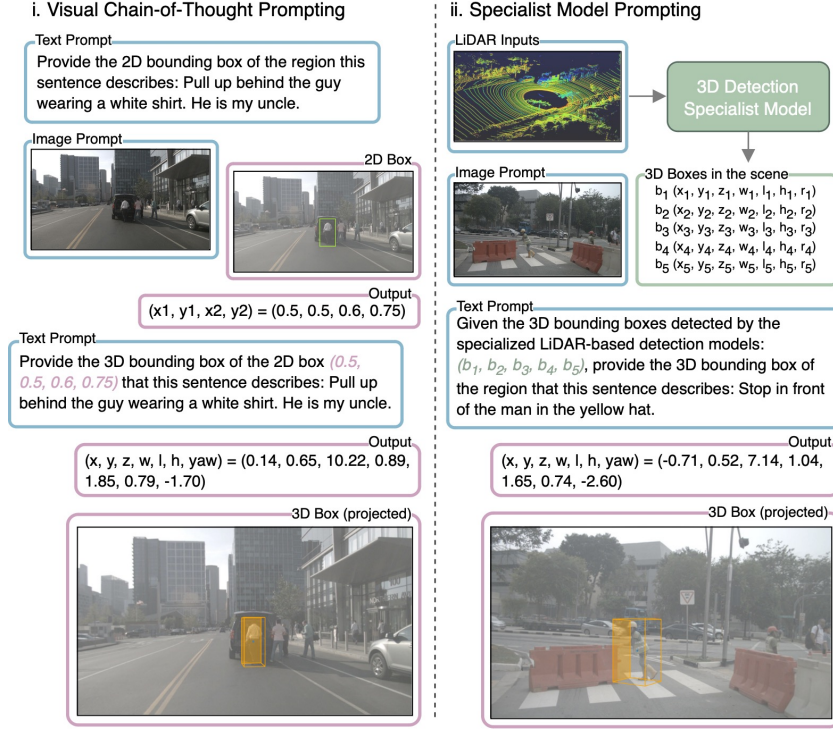 i. Visual Chain-of-Thought Prompting
Text Prompt
Provide the 2D bounding box of the region this
sentence describes: Pull up behind the guy
wearing a white shirt. He is my uncle.
Image Prompt
2D Box
Output
(x1, y1, x2, y2) = (0.5, 0.5, 0.6, 0.75)
Text Prompt
Provide the 3D bounding box of the 2D box (0.5,
0.5, 0.6, 0.75) that this sentence describes: Pull up
behind the guy wearing a white shirt. He is my uncle.
Output
(x, y, z, w, l, h, yaw) = (0.14, 0.65, 10.22, 0.89,
1.85, 0.79, -1.70)
3D Box (projected)
ii. Specialist Model Prompting
LiDAR Inputs
3D Detection
Specialist Model
Image Prompt
3D Boxes in the scene
b₁ (x₁, y₁, z₁, w₁, l₁, h₁, r₁)
b₂ (x₂, y₂, z₂, w₂, l₂, h₂, r₂)
b₃ (x₃, y₃, z₃, w₃, l₃, h₃, r₃)
b₄ (x₄, y₄, z₄, w₄, l₄, h₄, r₄)
b₅ (x₅, y₅, z₅, w₅, l₅, h₅, r₅)
Text Prompt
Given the 3D bounding boxes detected by the
specialized LiDAR-based detection models:
(b₁, b₂, b₃, b₄, b₅), provide the 3D bounding box of
the region that this sentence describes: Stop in front
of the man in the yellow hat.
Output
(x, y, z, w, l, h, yaw) = (-0.71, 0.52, 7.14, 1.04,
1.65, 0.74, -2.60)
3D Box (projected)